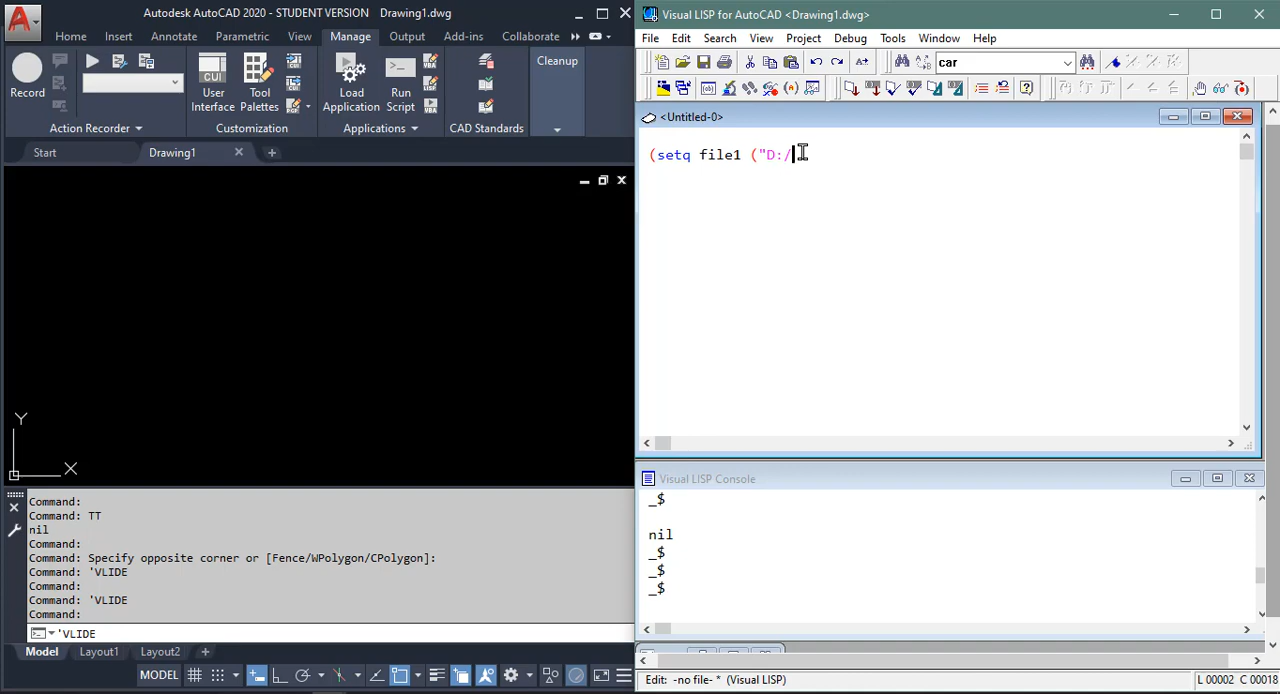 Autodesk AutoCAD 2020 - STUDENT VERSION Drawing1.dwg
Home Insert Annotate Parametric View Manage Output Add-ins Collaborate
Record
CUI
User Interface
Tool Palettes
Load Application
Run Script
Cleanup
Action Recorder
Customization
Applications
CAD Standards
Start
Drawing1
Y
X
Command:
Command: TT
nil
Command:
Command: Specify opposite corner or [Fence/WPolygon/CPolygon]:
Command: 'VLIDE
Command:
Command: 'VLIDE
Command:
'VLIDE
Model Layout1 Layout2
MODEL
Visual LISP for AutoCAD <Drawing1.dwg>
File Edit Search View Project Debug Tools Window Help
car
<Untitled-0>
(setq file1 ("D:/
Visual LISP Console
_$
nil
_$
_$
_$
Edit: -no file- * (Visual LISP)
L 00002 C 00018